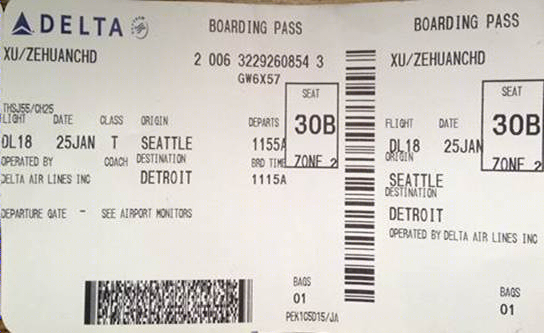 DELTA
BOARDING PASS
XU/ZEHUANCHD
2 006 3229260854 3
GW6X57
SEAT
30B
ZONE 2
THSJ55/CH25
FLIGHT DATE CLASS ORIGIN DEPARTS
DL18 25JAN T SEATTLE 1155A
OPERATED BY COACH DESTINATION BRD TIME
DELTA AIR LINES INC DETROIT 1115A
DEPARTURE GATE - SEE AIRPORT MONITORS
BAGS
01
PEK1C5D15/JA
BOARDING PASS
XU/ZEHUANCHD
SEAT
30B
ZONE 2
FLIGHT DATE
DL18 25JAN
ORIGIN
SEATTLE
DESTINATION
DETROIT
OPERATED BY DELTA AIR LINES INC
BAGS
01